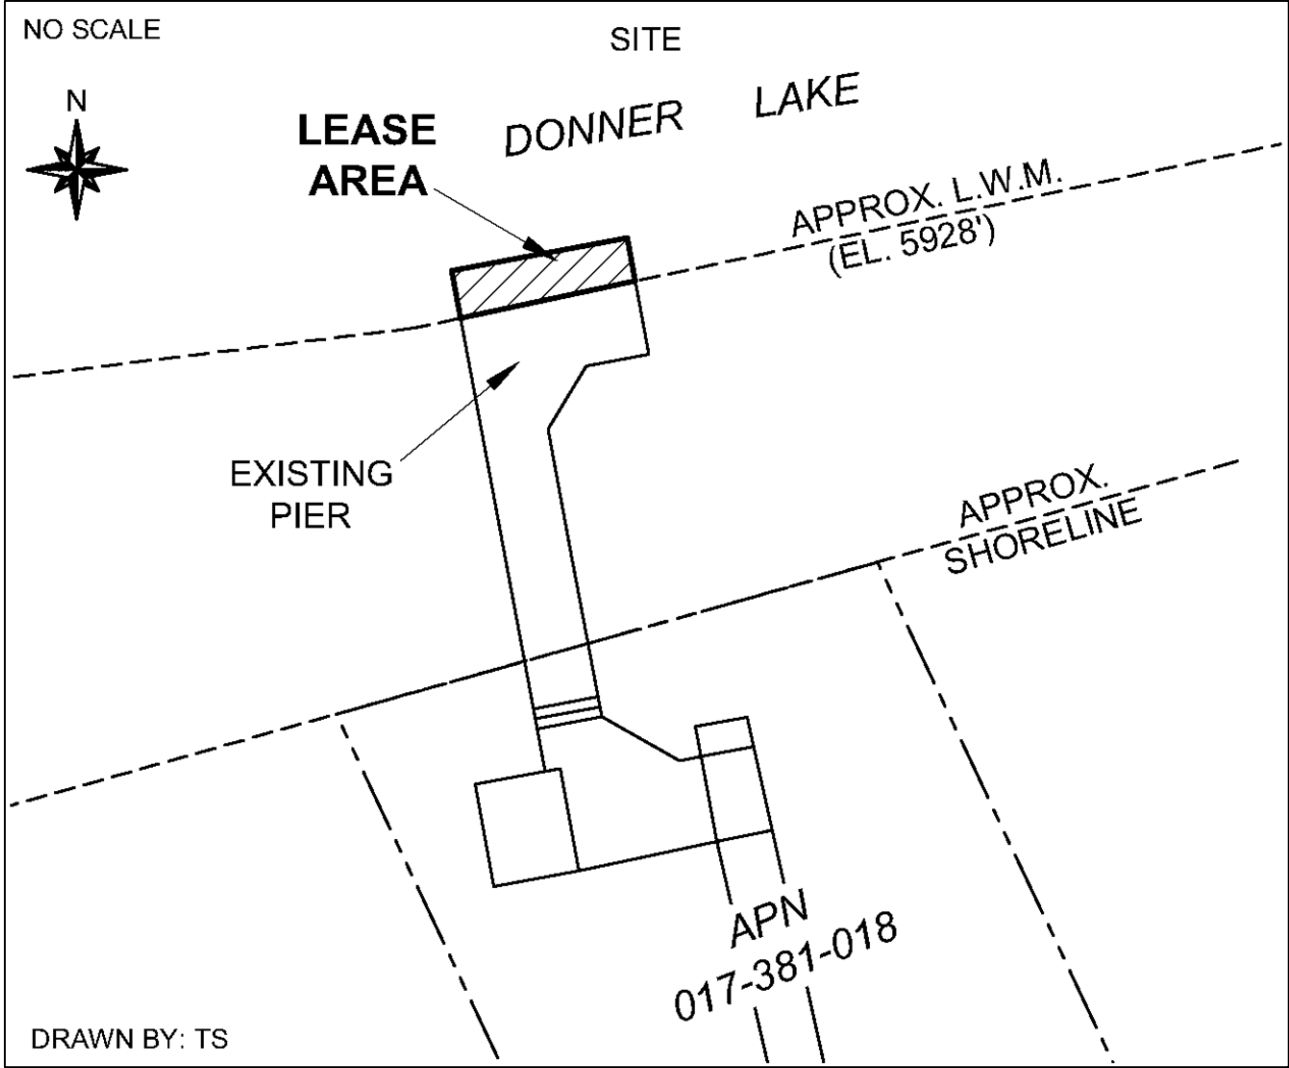 NO SCALE
SITE
N
LEASE
AREA
DONNER LAKE
APPROX. L.W.M.
(EL. 5928')
EXISTING
PIER
APPROX.
SHORELINE
APN
017-381-018
DRAWN BY: TS